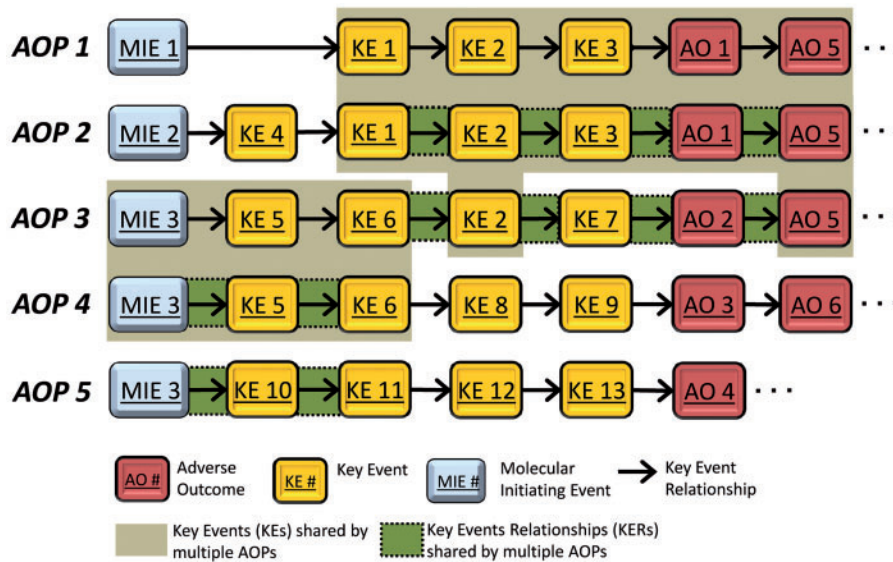 AOP 1 MIE 1 KE 1 KE 2 KE 3 AO 1 AO 5 ...
AOP 2 MIE 2 KE 4 KE 1 KE 2 KE 3 AO 1 AO 5 ...
AOP 3 MIE 3 KE 5 KE 6 KE 2 KE 7 AO 2 AO 5 ...
AOP 4 MIE 3 KE 5 KE 6 KE 8 KE 9 AO 3 AO 6 ...
AOP 5 MIE 3 KE 10 KE 11 KE 12 KE 13 AO 4 ...
AO # Adverse
Outcome
KE # Key Event
MIE # Molecular
Initiating Event
Key Event
Relationship
Key Events (KEs) shared by
multiple AOPs
Key Events Relationships (KERs)
shared by multiple AOPs